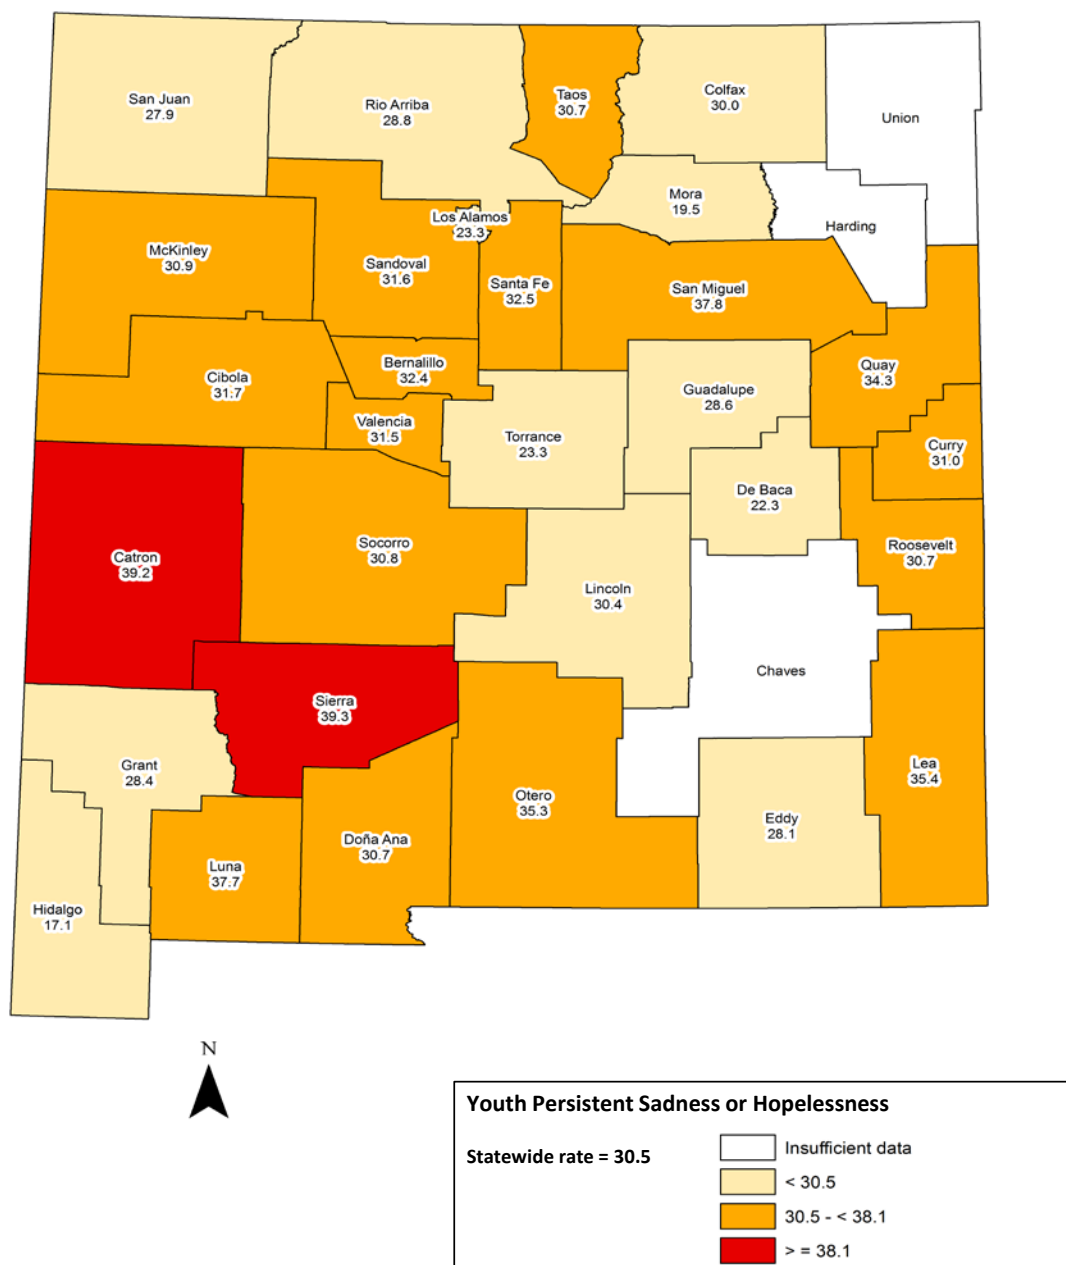 San Juan
27.9
Rio Arriba
28.8
Taos
30.7
Colfax
30.0
Union
Mora
19.5
Harding
Los Alamos
23.3
McKinley
30.9
Sandoval
31.6
Santa Fe
32.5
San Miguel
37.8
Bernalillo
32.4
Quay
34.3
Cibola
31.7
Guadalupe
28.6
Valencia
31.5
Torrance
23.3
Curry
31.0
De Baca
22.3
Catron
39.2
Socorro
30.8
Roosevelt
30.7
Lincoln
30.4
Chaves
Sierra
39.3
Grant
28.4
Otero
35.3
Lea
35.4
Eddy
28.1
Doña Ana
30.7
Luna
37.7
Hidalgo
17.1
N
Youth Persistent Sadness or Hopelessness
Statewide rate = 30.5
Insufficient data
< 30.5
30.5 - < 38.1
> = 38.1